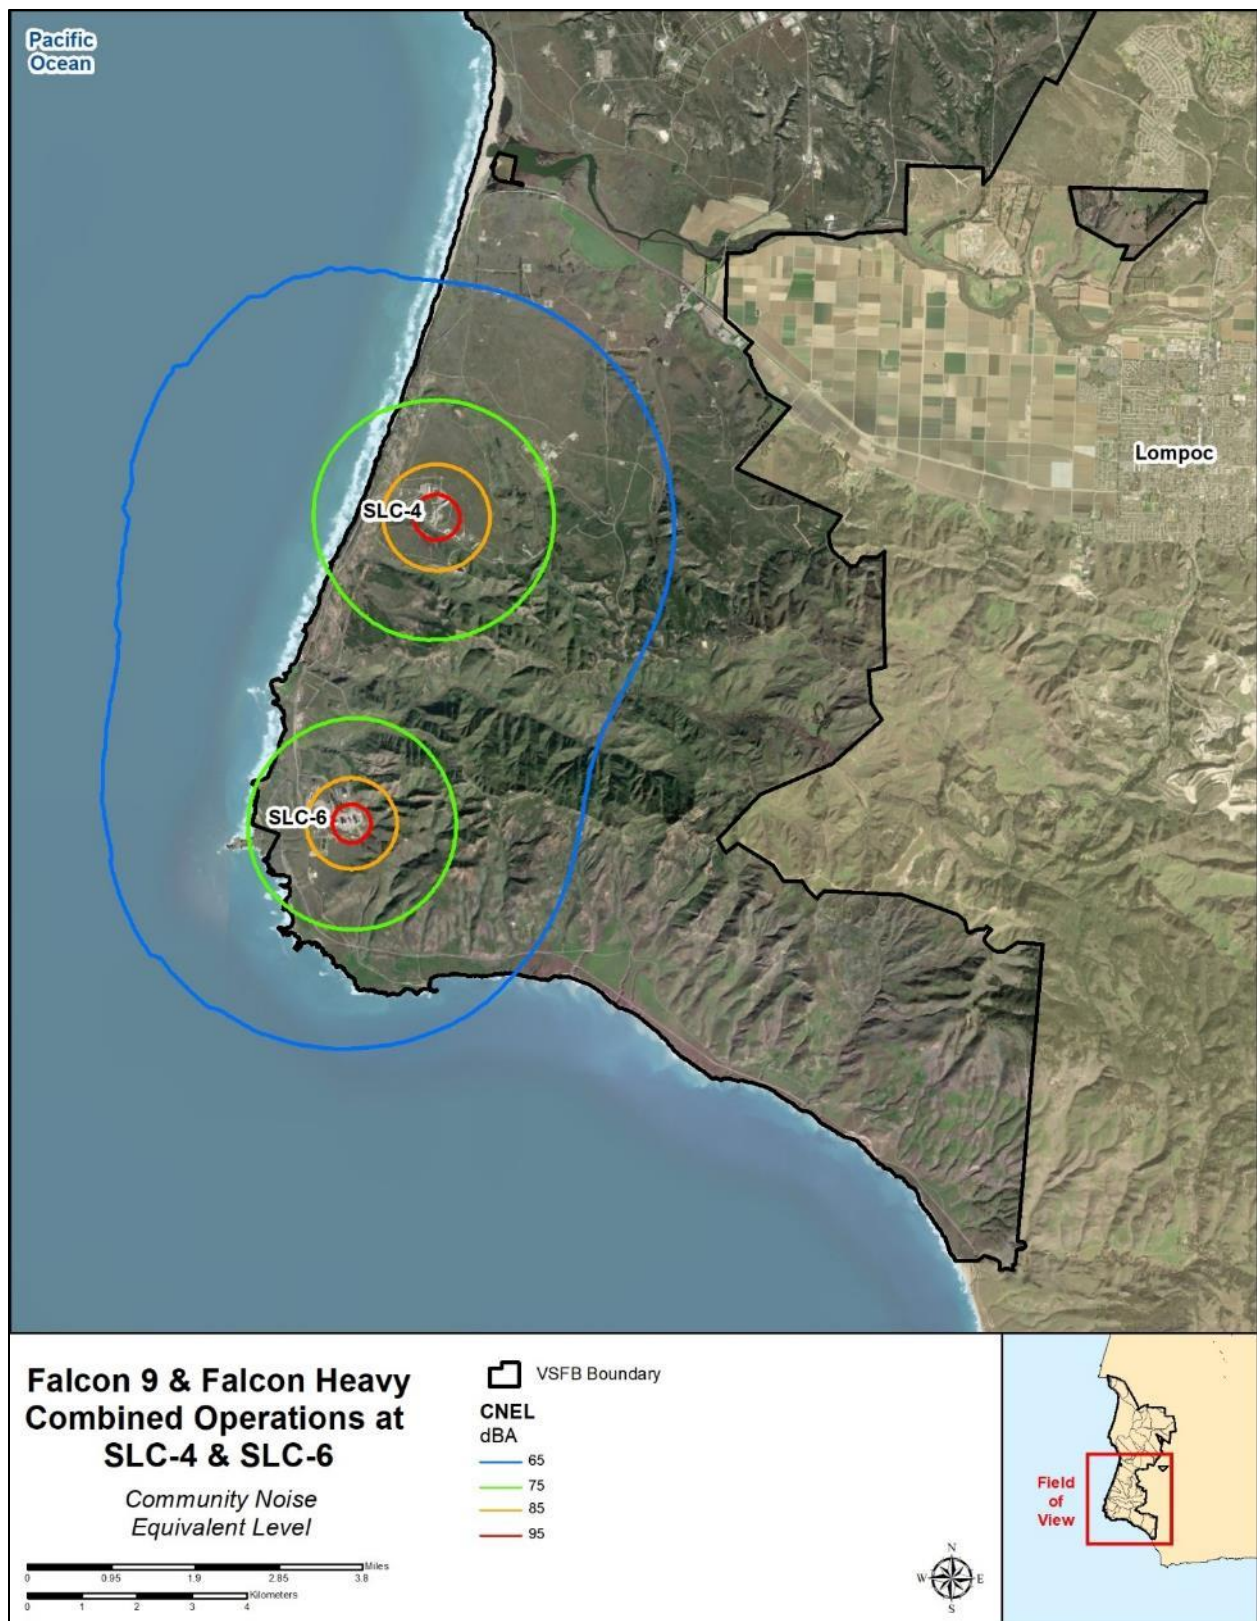 Pacific
Ocean
Lompoc
SLC-4
SLC-6
Falcon 9 & Falcon Heavy
Combined Operations at
SLC-4 & SLC-6
Community Noise
Equivalent Level
Miles
0 0.95 1.9 2.85 3.8
Kilometers
0 1 2 3 4
VSFB Boundary
CNEL
dBA
65
75
85
95
N
W E
S
Field
of
View